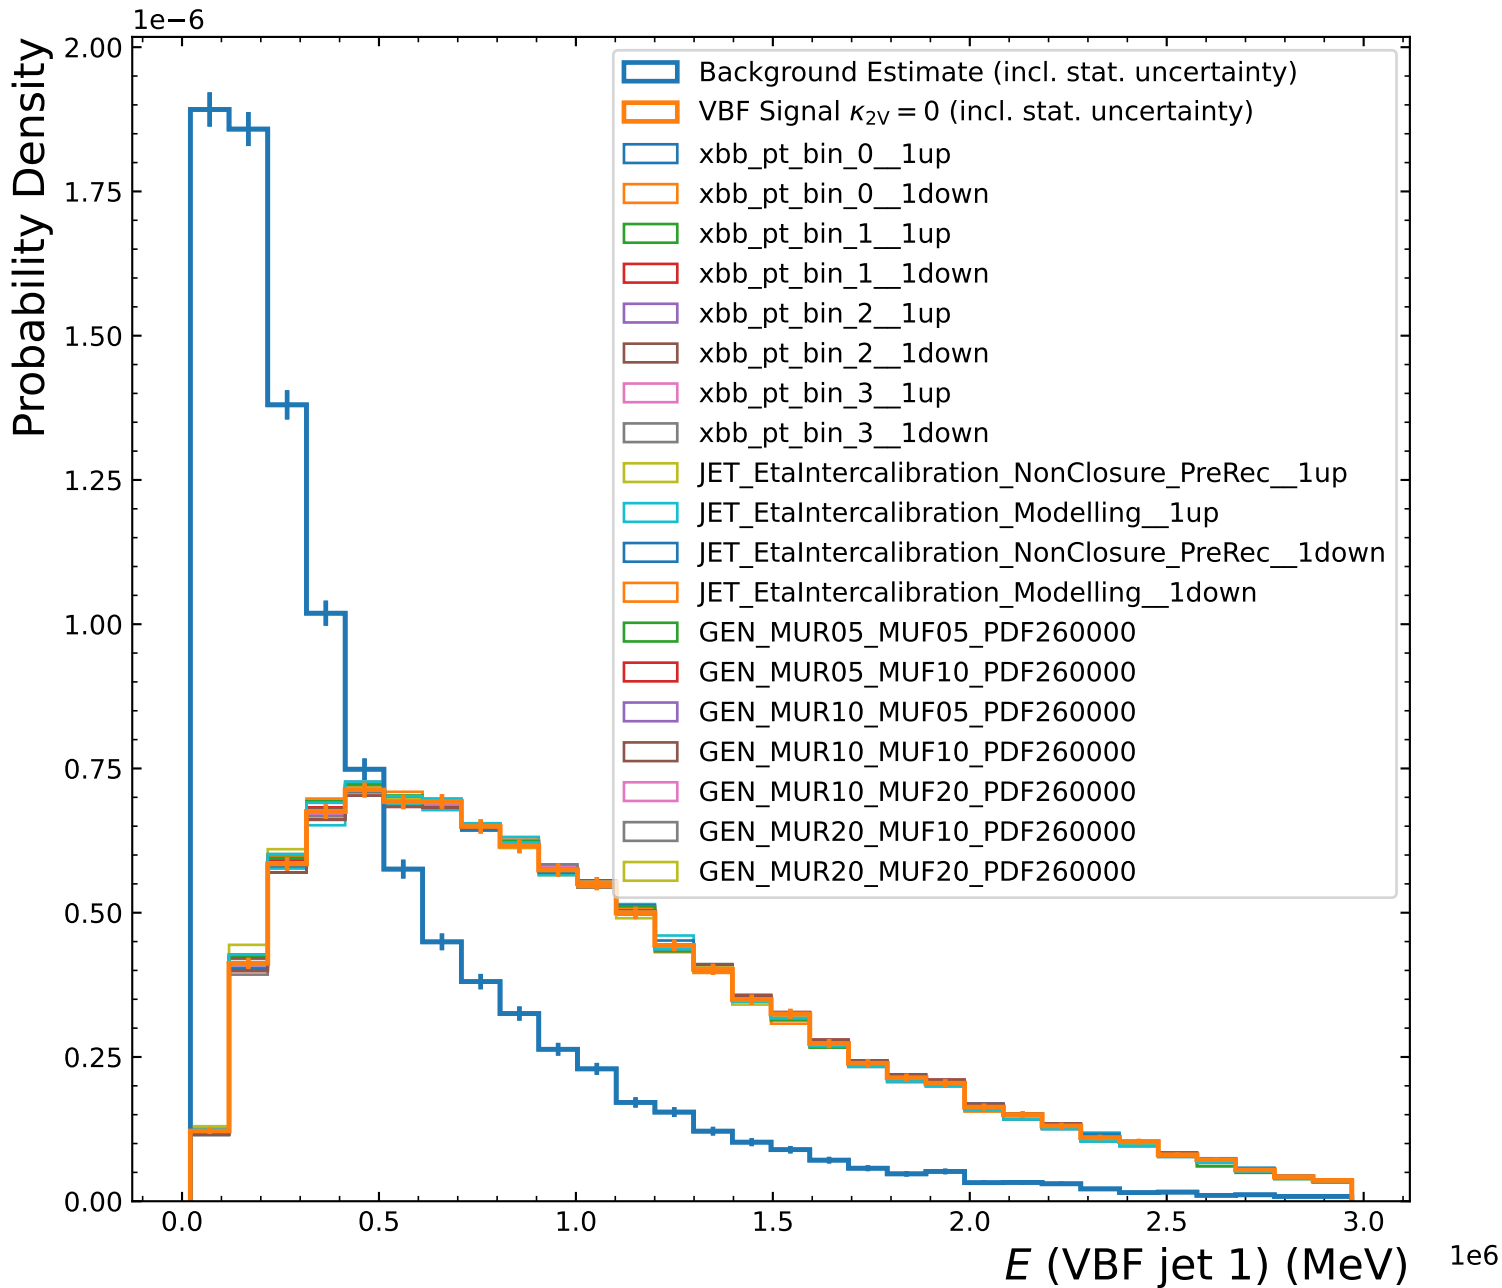 1e−6
Probability Density
2.00
1.75
1.50
1.25
1.00
0.75
0.50
0.25
0.00
Background Estimate (incl. stat. uncertainty)
VBF Signal κ2V = 0 (incl. stat. uncertainty)
xbb_pt_bin_0__1up
xbb_pt_bin_0__1down
xbb_pt_bin_1__1up
xbb_pt_bin_1__1down
xbb_pt_bin_2__1up
xbb_pt_bin_2__1down
xbb_pt_bin_3__1up
xbb_pt_bin_3__1down
JET_EtaIntercalibration_NonClosure_PreRec__1up
JET_EtaIntercalibration_Modelling__1up
JET_EtaIntercalibration_NonClosure_PreRec__1down
JET_EtaIntercalibration_Modelling__1down
GEN_MUR05_MUF05_PDF260000
GEN_MUR05_MUF10_PDF260000
GEN_MUR10_MUF05_PDF260000
GEN_MUR10_MUF10_PDF260000
GEN_MUR10_MUF20_PDF260000
GEN_MUR20_MUF10_PDF260000
GEN_MUR20_MUF20_PDF260000
0.0 0.5 1.0 1.5 2.0 2.5 3.0
E (VBF jet 1) (MeV)
1e6